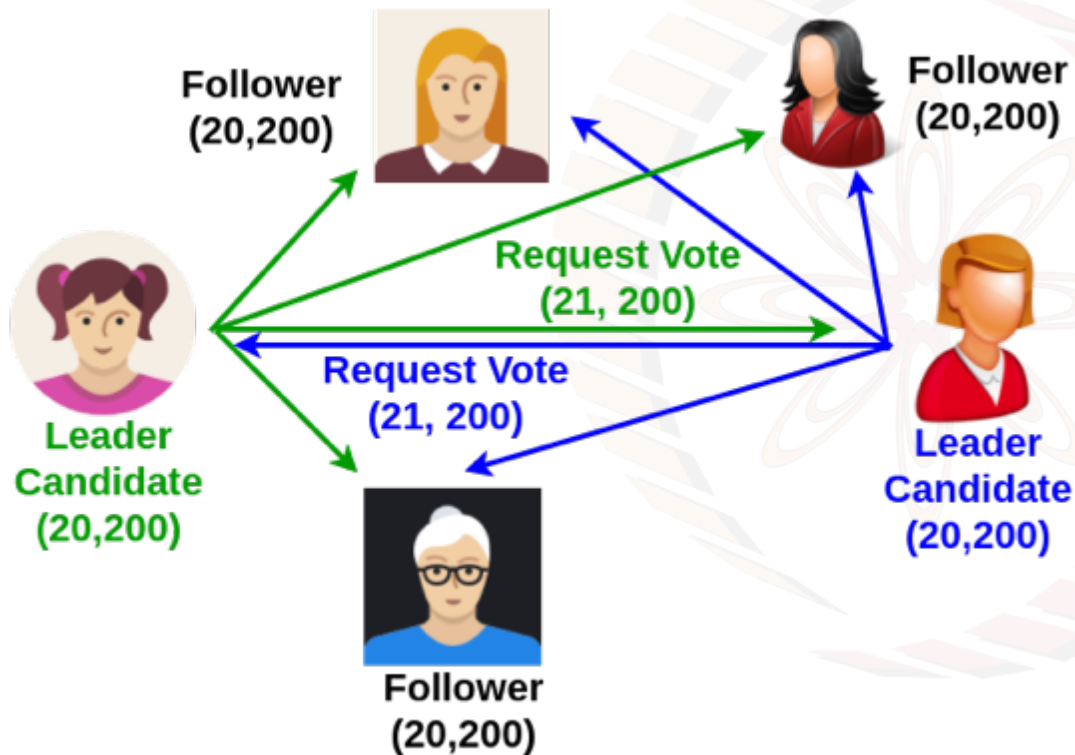 Follower
(20,200)
Follower
(20,200)
Request Vote
(21, 200)
Request Vote
(21, 200)
Leader
Candidate
(20,200)
Leader
Candidate
(20,200)
Follower
(20,200)